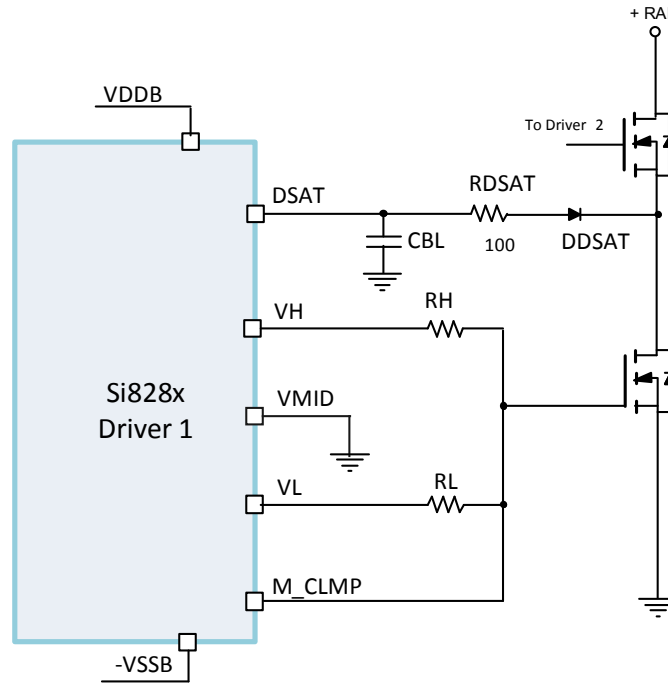 + RA
VDDB
To Driver 2
DSAT
RDSAT
CBL
100
DDSAT
VH
RH
Si828x
Driver 1
VMID
VL
RL
M_CLMP
-VSSB